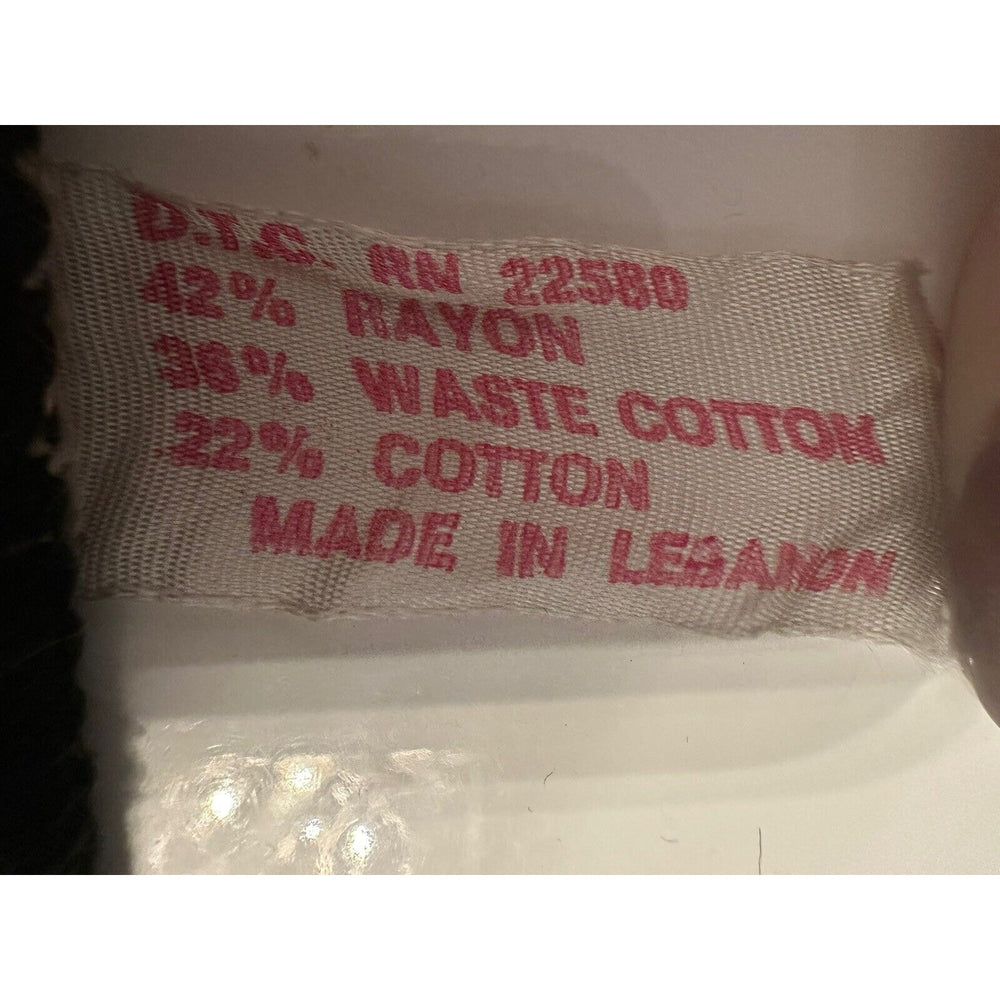 D.T.C. RN 22580
42% RAYON
36% WASTE COTTON
22% COTTON
MADE IN LEBANON